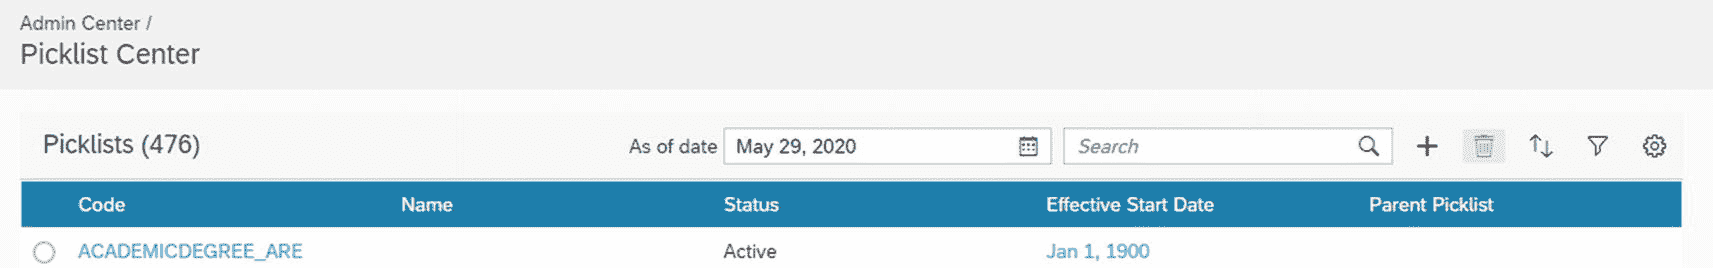 Admin Center /
Picklist Center
Picklists (476) As of date May 29, 2020 Search
Code Name Status Effective Start Date Parent Picklist
ACADEMICDEGREE_ARE Active Jan 1, 1900